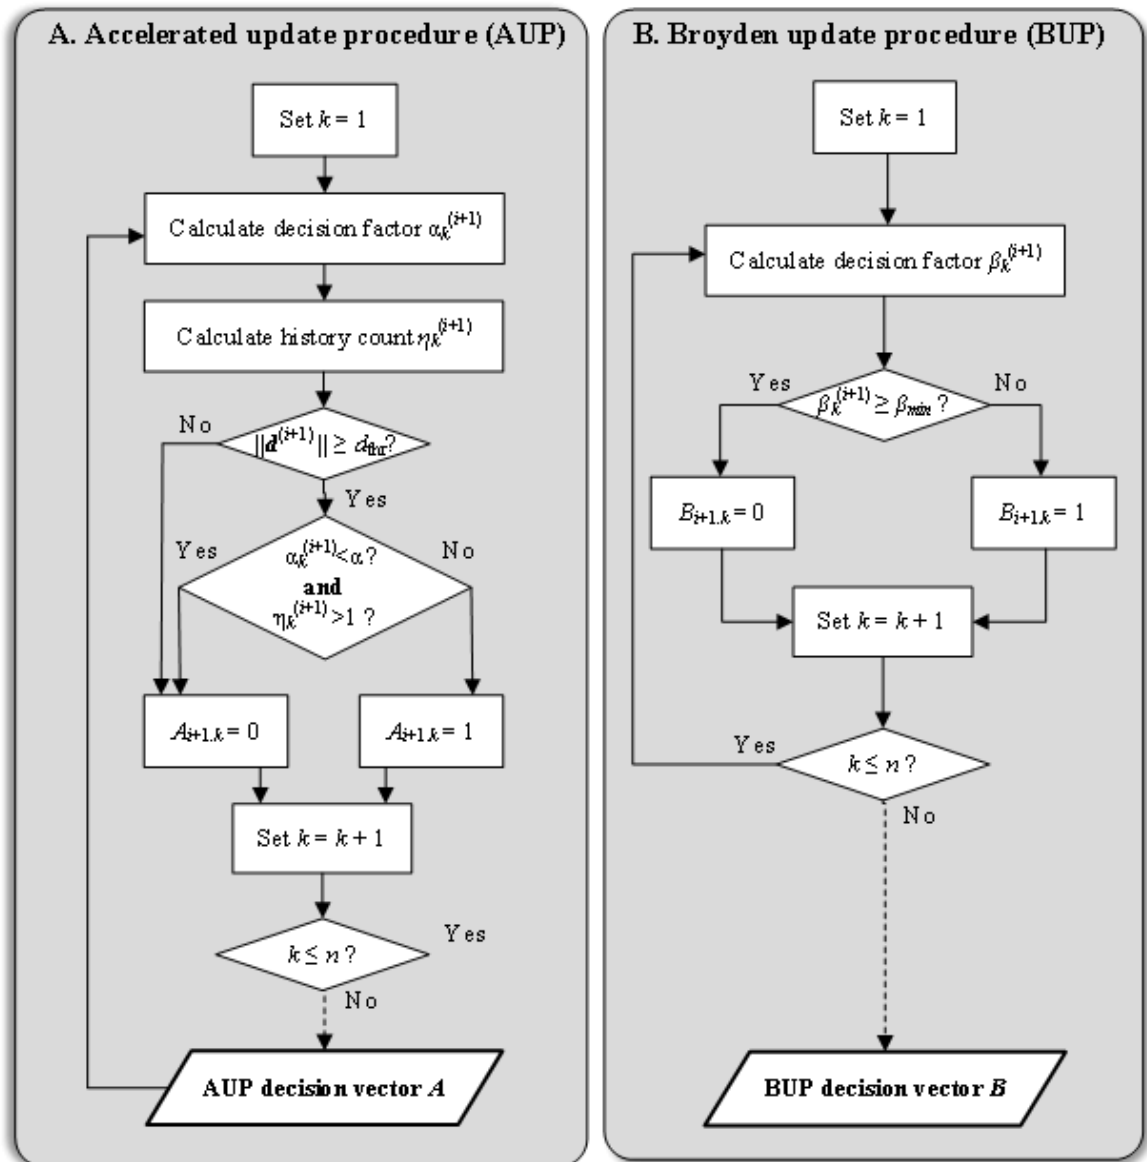 A. Accelerated update procedure (AUP)
Set k = 1
Calculate decision factor αk^(i+1)
Calculate history count ηk^(i+1)
No
||d^(i+1)|| ≥ dthr?
Yes
Yes
αk^(i+1) < α ?
and
ηk^(i+1) >1 ?
No
Ai+1,k = 0
Ai+1,k = 1
Set k = k + 1
k ≤ n ?
Yes
No
AUP decision vector A
B. Broyden update procedure (BUP)
Set k = 1
Calculate decision factor βk^(i+1)
Yes
βk^(i+1) ≥ βmin ?
No
Bi+1,k = 0
Bi+1,k = 1
Set k = k + 1
Yes
k ≤ n ?
No
BUP decision vector B